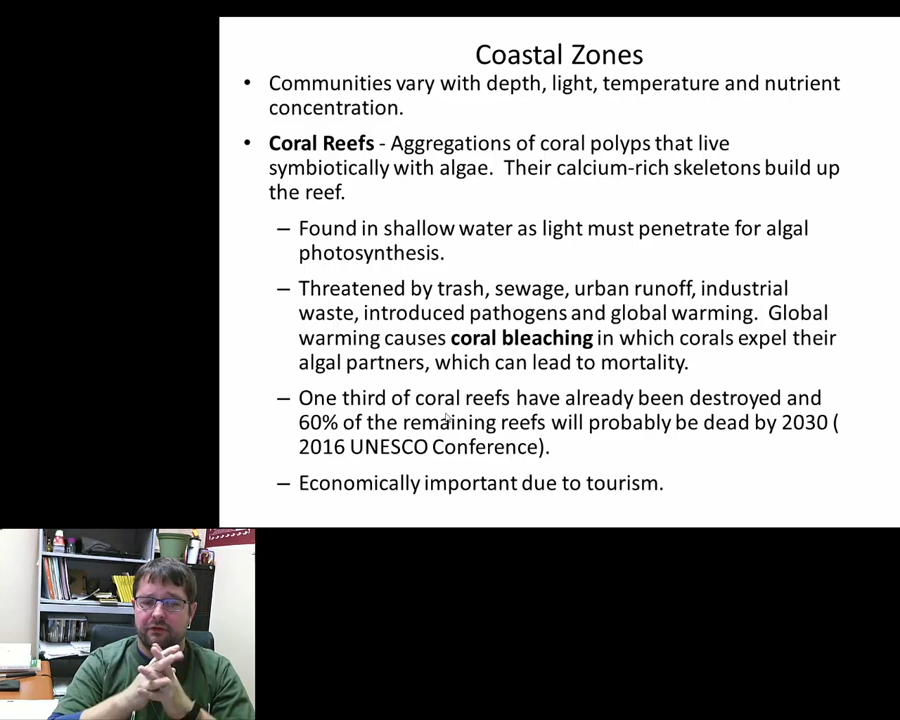 Coastal Zones
• Communities vary with depth, light, temperature and nutrient
concentration.
• Coral Reefs - Aggregations of coral polyps that live
symbiotically with algae. Their calcium-rich skeletons build up
the reef.
– Found in shallow water as light must penetrate for algal
photosynthesis.
– Threatened by trash, sewage, urban runoff, industrial
waste, introduced pathogens and global warming. Global
warming causes coral bleaching in which corals expel their
algal partners, which can lead to mortality.
– One third of coral reefs have already been destroyed and
60% of the remaining reefs will probably be dead by 2030 (
2016 UNESCO Conference).
– Economically important due to tourism.